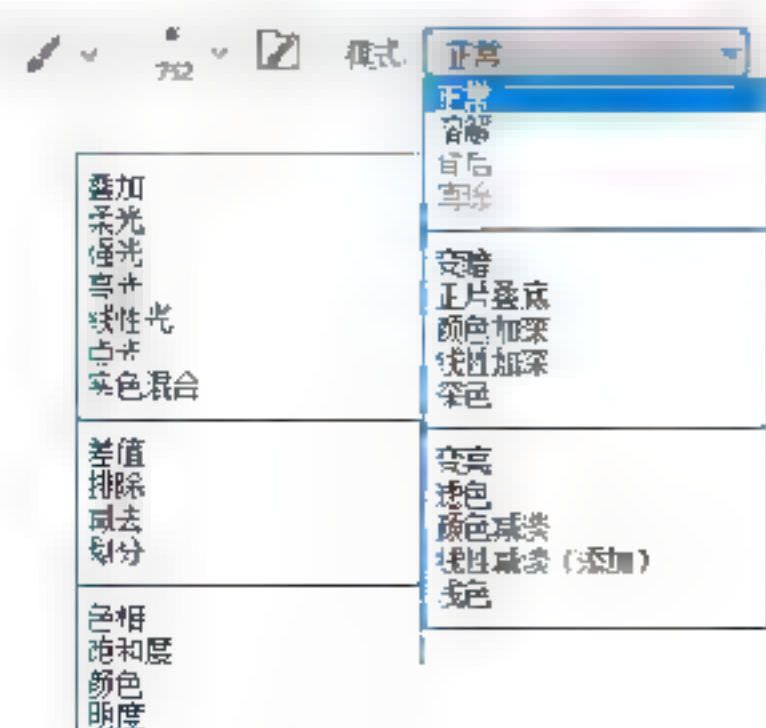 模式:
正常
792
正常
溶解
背后
清除
变暗
正片叠底
颜色加深
线性加深
深色
变亮
滤色
颜色减淡
线性减淡（添加）
浅色
叠加
柔光
强光
亮光
线性光
点光
实色混合
差值
排除
减去
划分
色相
饱和度
颜色
明度